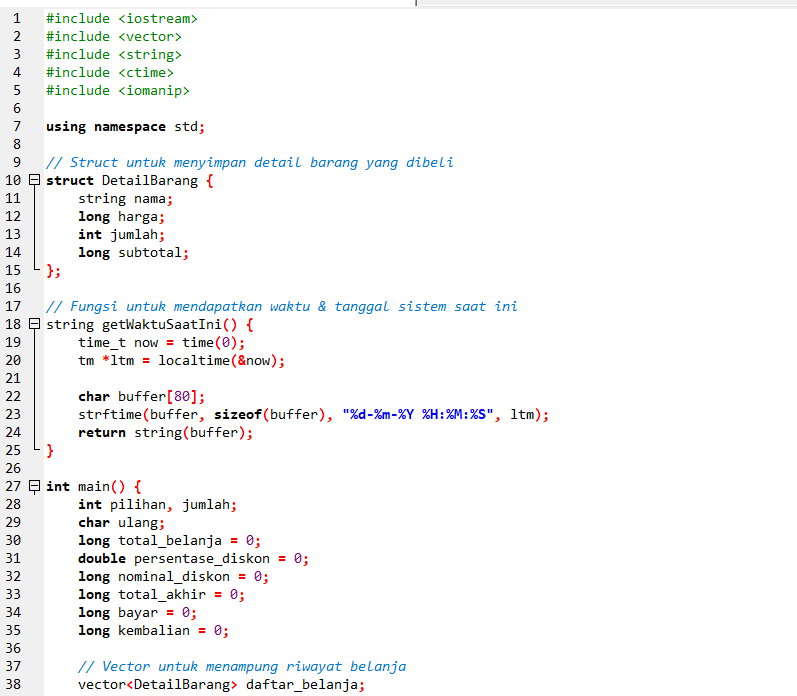 1 #include <iostream>
2 #include <vector>
3 #include <string>
4 #include <ctime>
5 #include <iomanip>
6
7 using namespace std;
8
9 // Struct untuk menyimpan detail barang yang dibeli
10 struct DetailBarang {
11 string nama;
12 long harga;
13 int jumlah;
14 long subtotal;
15 };
16
17 // Fungsi untuk mendapatkan waktu & tanggal sistem saat ini
18 string getWaktuSaatIni() {
19 time_t now = time(0);
20 tm *ltm = localtime(&now);
21
22 char buffer[80];
23 strftime(buffer, sizeof(buffer), "%d-%m-%Y %H:%M:%S", ltm);
24 return string(buffer);
25 }
26
27 int main() {
28 int pilihan, jumlah;
29 char ulang;
30 long total_belanja = 0;
31 double persentase_diskon = 0;
32 long nominal_diskon = 0;
33 long total_akhir = 0;
34 long bayar = 0;
35 long kembalian = 0;
36
37 // Vector untuk menampung riwayat belanja
38 vector<DetailBarang> daftar_belanja;